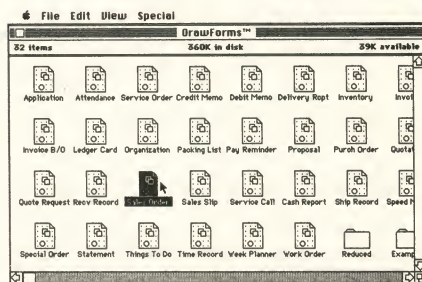 File Edit View Special
DrawForms™
32 items 360K in disk 39K available
Application Attendance Service Order Credit Memo Debit Memo Delivery Rcpt Inventory
Invoice B/O Ledger Card Organization Packing List Pay Reminder Proposal Purch Order
Quote Request Recv Record Sales Order Sales Slip Service Call Cash Report Ship Record Speed
Special Order Statement Things To Do Time Record Week Planner Work Order Reduced Examp